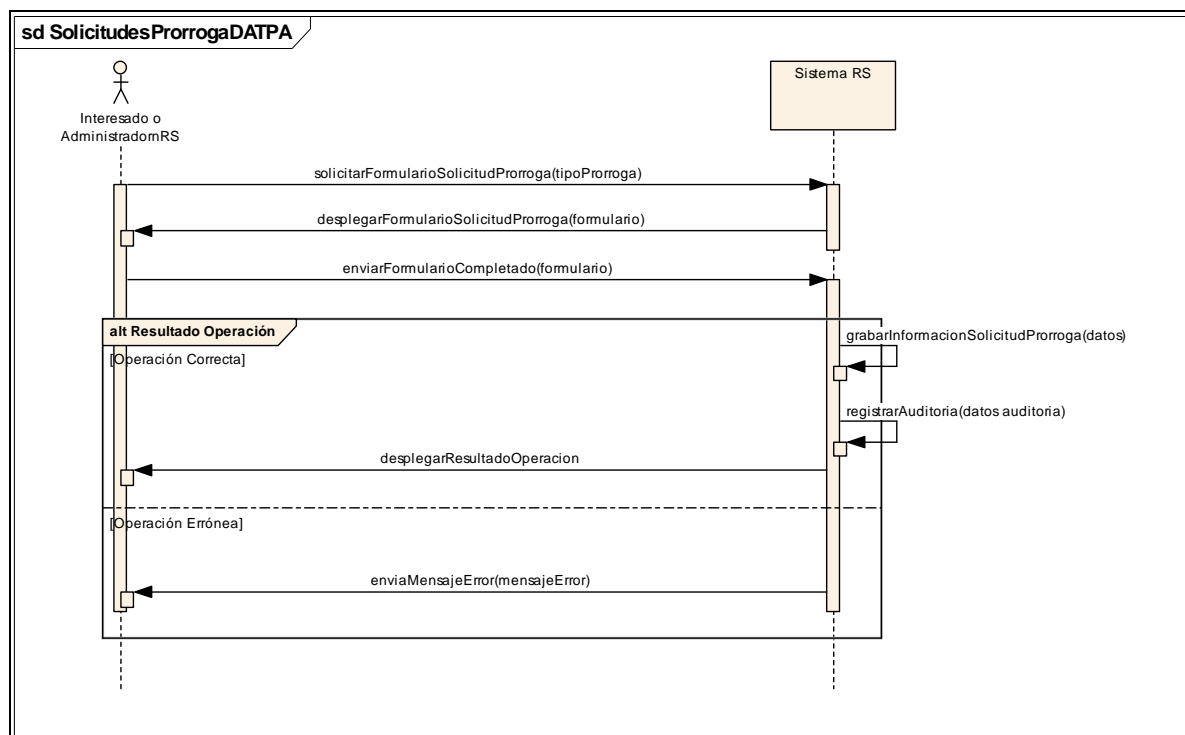 sd SolicitudesProrrogaDATPA
Interesado o
AdministradornRS
Sistema RS
solicitarFormularioSolicitudProrroga(tipoProrroga)
desplegarFormularioSolicitudProrroga(formulario)
enviarFormularioCompletado(formulario)
alt Resultado Operación
[Operación Correcta]
grabarInformacionSolicitudProrroga(datos)
registrarAuditoria(datos auditoria)
desplegarResultadoOperacion
[Operación Errónea]
enviaMensajeError(mensajeError)